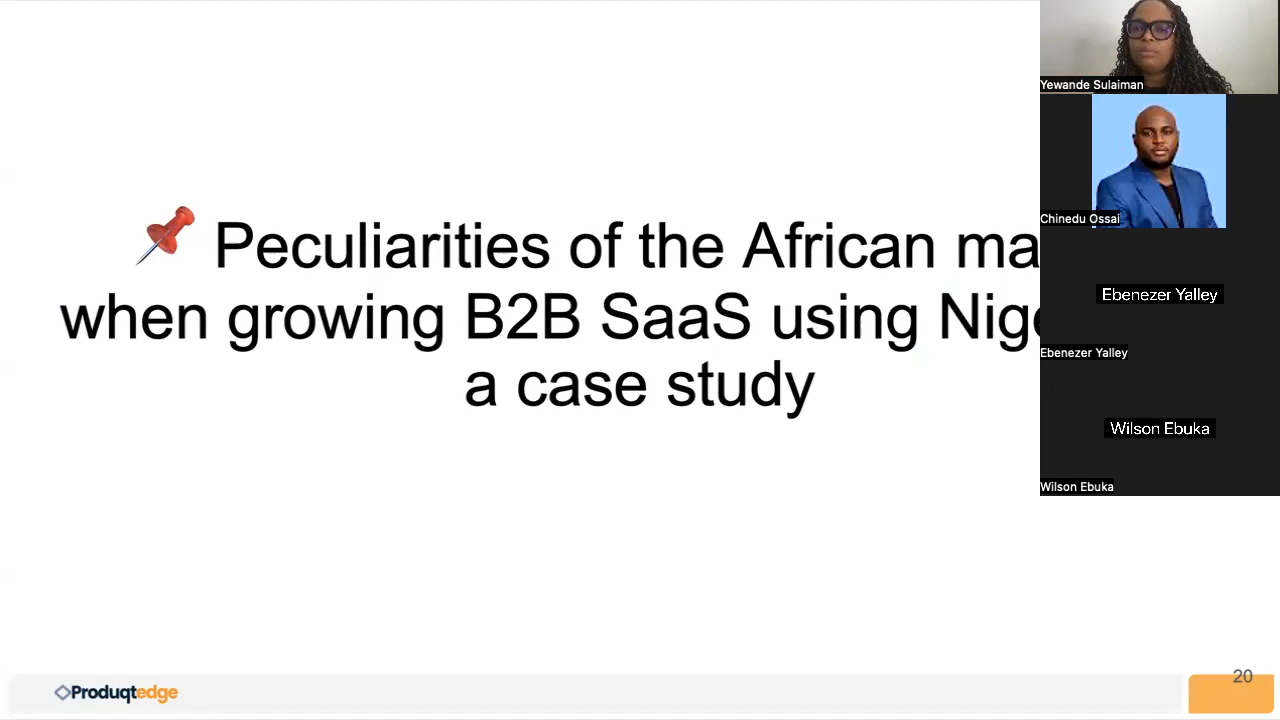 Peculiarities of the African ma
when growing B2B SaaS using Nige
a case study
Yewande Sulaiman
Chinedu Ossai
Ebenezer Yalley
Ebenezer Yalley
Wilson Ebuka
Wilson Ebuka
Produqtedge
20